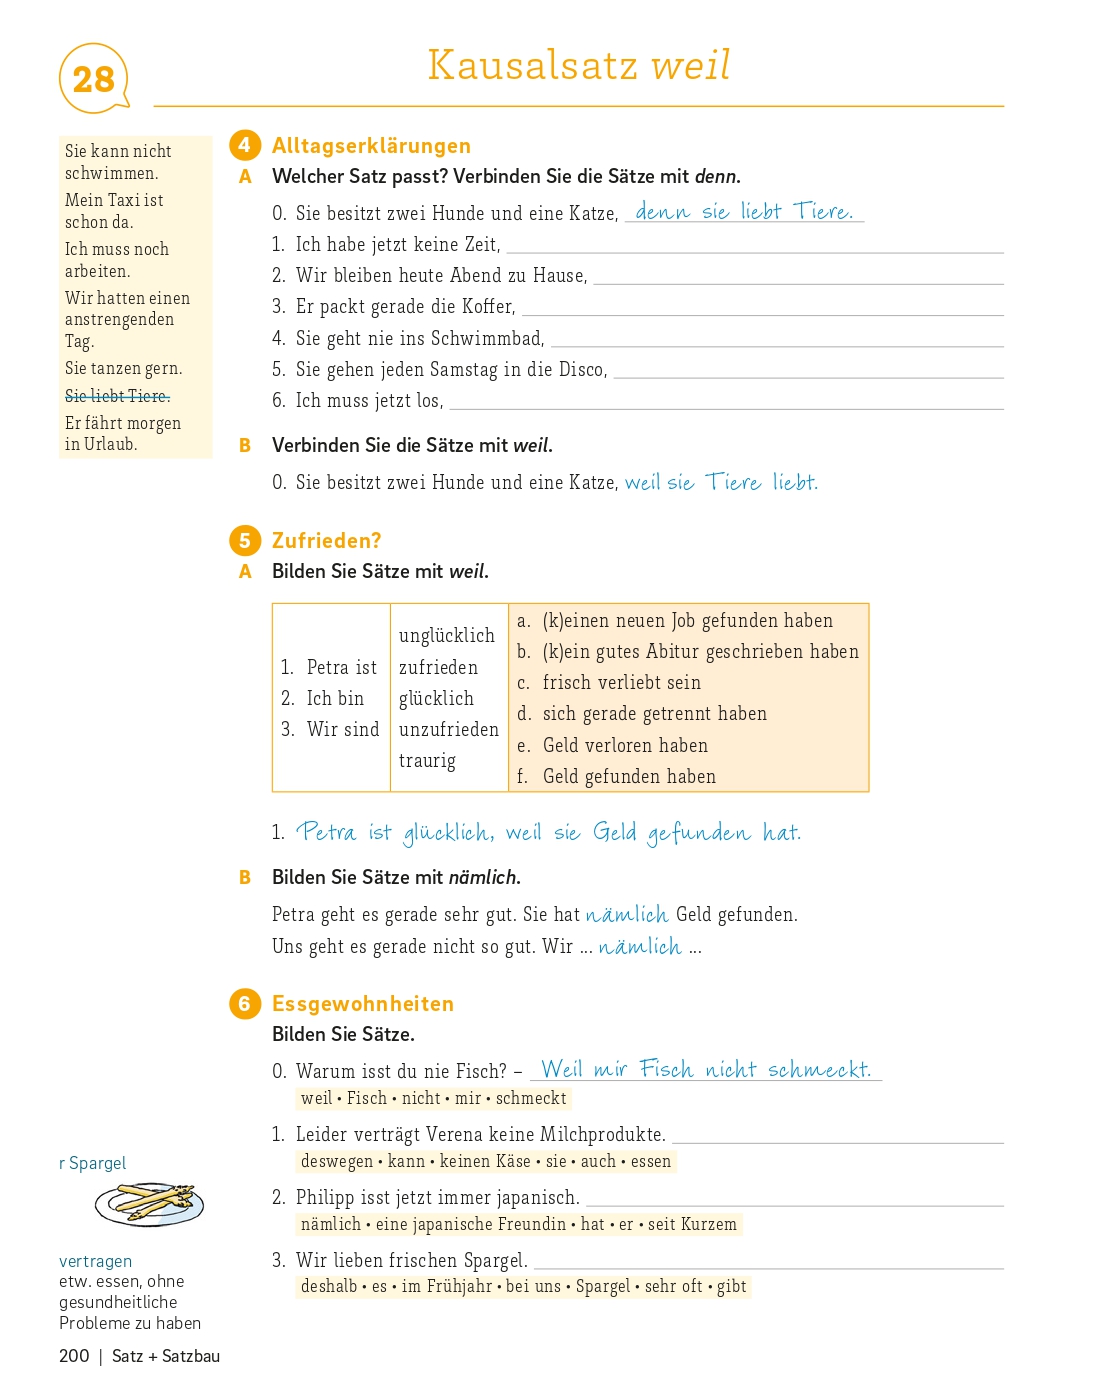 28
Kausalsatz weil
Sie kann nicht
schwimmen.
Mein Taxi ist
schon da.
Ich muss noch
arbeiten.
Wir hatten einen
anstrengenden
Tag.
Sie tanzen gern.
Sie liebt Tiere.
Er fährt morgen
in Urlaub.
4 Alltagserklärungen
A Welcher Satz passt? Verbinden Sie die Sätze mit denn.
0. Sie besitzt zwei Hunde und eine Katze, denn sie liebt Tiere.
1. Ich habe jetzt keine Zeit,
2. Wir bleiben heute Abend zu Hause,
3. Er packt gerade die Koffer,
4. Sie geht nie ins Schwimmbad,
5. Sie gehen jeden Samstag in die Disco,
6. Ich muss jetzt los,
B Verbinden Sie die Sätze mit weil.
0. Sie besitzt zwei Hunde und eine Katze, weil sie Tiere liebt.
5 Zufrieden?
A Bilden Sie Sätze mit weil.
1. Petra ist
2. Ich bin
3. Wir sind
unglücklich
zufrieden
glücklich
unzufrieden
traurig
a. (k)einen neuen Job gefunden haben
b. (k)ein gutes Abitur geschrieben haben
c. frisch verliebt sein
d. sich gerade getrennt haben
e. Geld verloren haben
f. Geld gefunden haben
1. Petra ist glücklich, weil sie Geld gefunden hat.
B Bilden Sie Sätze mit nämlich.
Petra geht es gerade sehr gut. Sie hat nämlich Geld gefunden.
Uns geht es gerade nicht so gut. Wir ... nämlich ...
6 Essgewohnheiten
Bilden Sie Sätze.
0. Warum isst du nie Fisch? – Weil mir Fisch nicht schmeckt.
weil • Fisch • nicht • mir • schmeckt
1. Leider verträgt Verena keine Milchprodukte.
deswegen • kann • keinen Käse • sie • auch • essen
2. Philipp isst jetzt immer japanisch.
nämlich • eine japanische Freundin • hat • er • seit Kurzem
3. Wir lieben frischen Spargel.
deshalb • es • im Frühjahr • bei uns • Spargel • sehr oft • gibt
r Spargel
vertragen
etw. essen, ohne
gesundheitliche
Probleme zu haben
200 | Satz + Satzbau